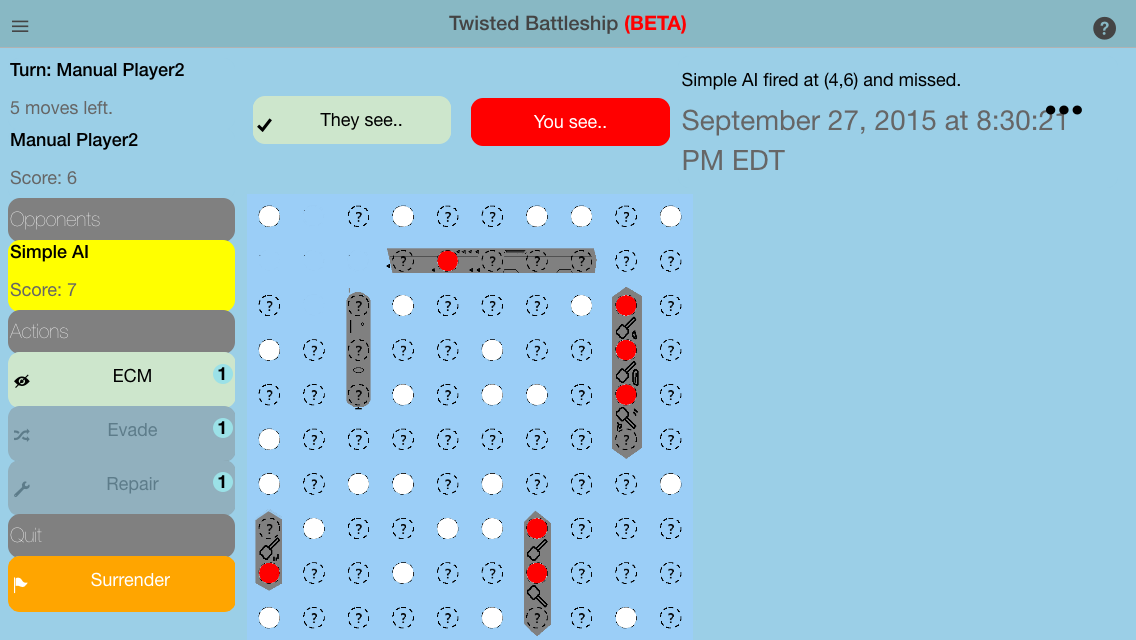 Twisted Battleship (BETA)
?
Turn: Manual Player2
5 moves left.
Manual Player2
Score: 6
Opponents
Simple AI
Score: 7
Actions
ECM 1
Evade 1
Repair 1
Quit
Surrender
They see..
You see..
Simple AI fired at (4,6) and missed.
September 27, 2015 at 8:30:21
PM EDT
? ? ? ?
? ? ? ? ? ?
? ? ? ? ? ?
? ? ? ? ? ?
? ? ? ? ? ?
? ? ? ? ? ? ? ? ?
? ? ? ? ?
? ? ? ? ? ?
? ? ? ? ? ? ?
? ? ? ? ? ? ?